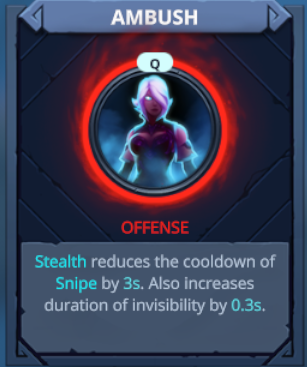 AMBUSH
Q
OFFENSE
Stealth reduces the cooldown of
Snipe by 3s. Also increases
duration of invisibility by 0.3s.